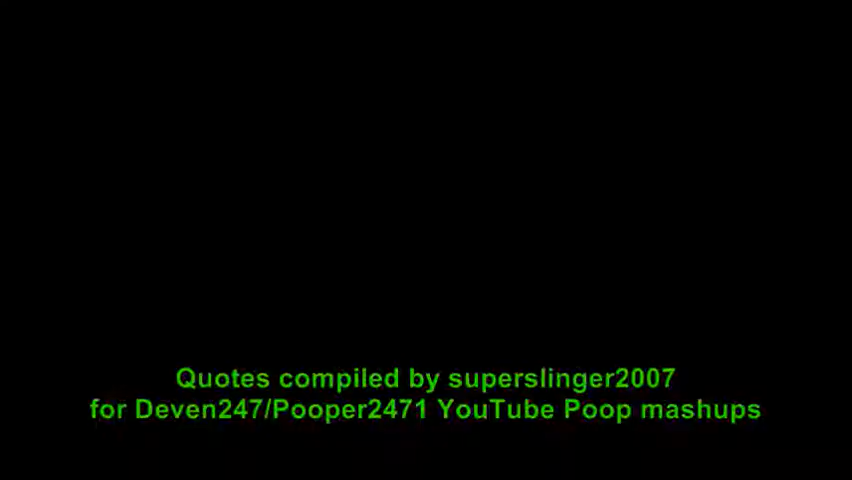 Quotes compiled by superslinger2007
for Deven247/Pooper2471 YouTube Poop mashups